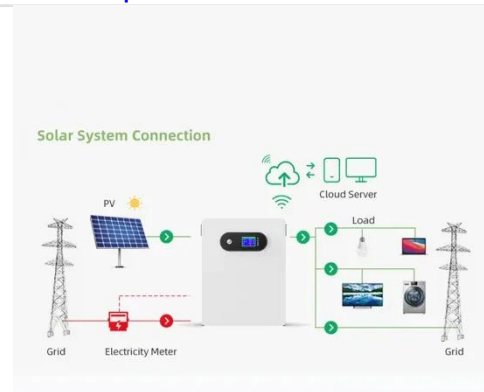 Solar System Connection
Cloud Server
PV
Load
Grid
Electricity Meter
Grid